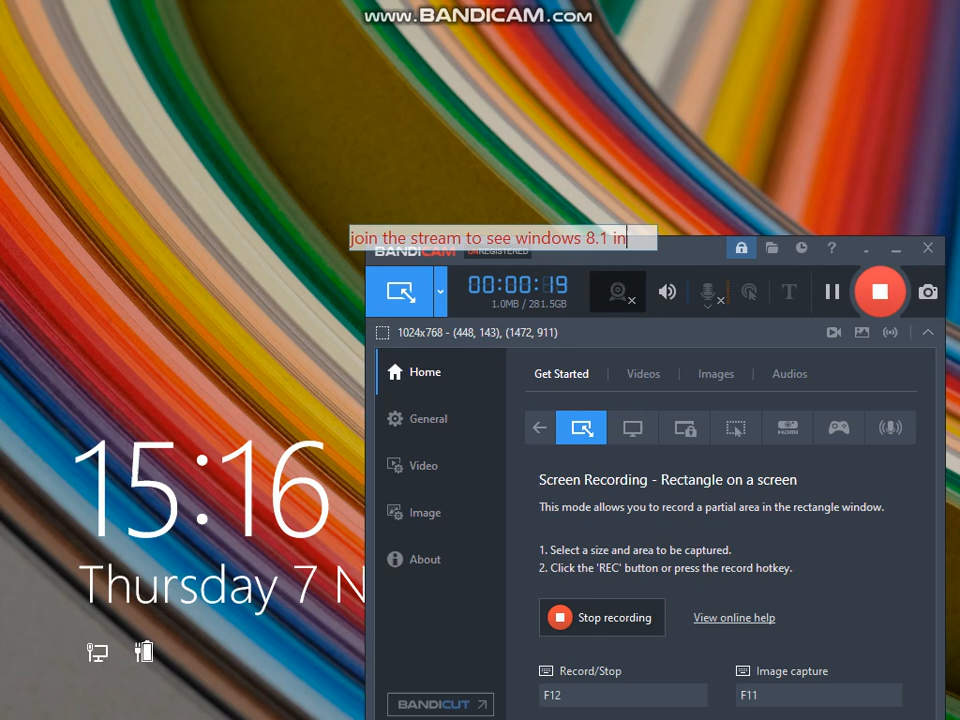 www.BANDICAM.com
join the stream to see windows 8.1 in
BANDICAM UNREGISTERED
00:00:19
1.0MB / 281.5GB
1024x768 - (448, 143), (1472, 911)
Home
Get Started
Videos
Images
Audios
General
HDMI
Video
Screen Recording - Rectangle on a screen
This mode allows you to record a partial area in the rectangle window.
Image
1. Select a size and area to be captured.
2. Click the 'REC' button or press the record hotkey.
About
Stop recording
View online help
Record/Stop
Image capture
F12
F11
BANDICUT
15:16
Thursday 7 N